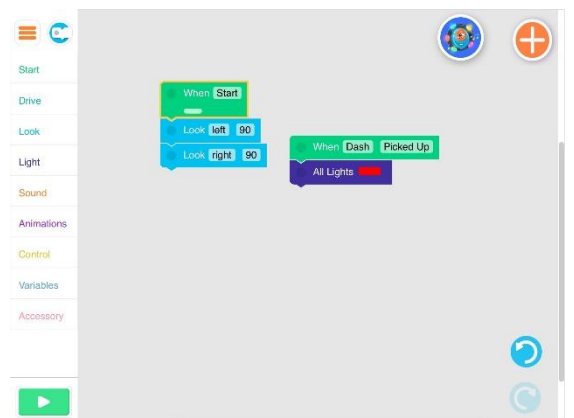 Start
Drive
Look
Light
Sound
Animations
Control
Variables
Accessory
When Start
Look left 90
Look right 90
When Dash Picked Up
All Lights